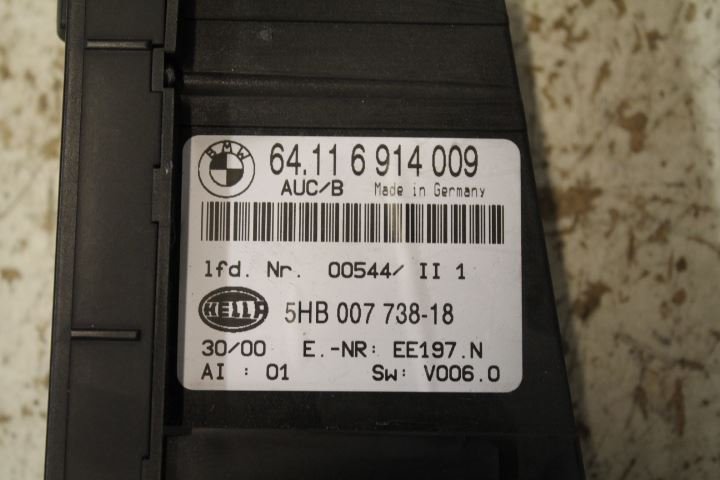 BMW
64.11 6 914 009
AUC/B Made in Germany
lfd. Nr. 00544/ II 1
HELLA 5HB 007 738-18
30/00 E.-NR: EE197.N
AI : 01 Sw: V006.0